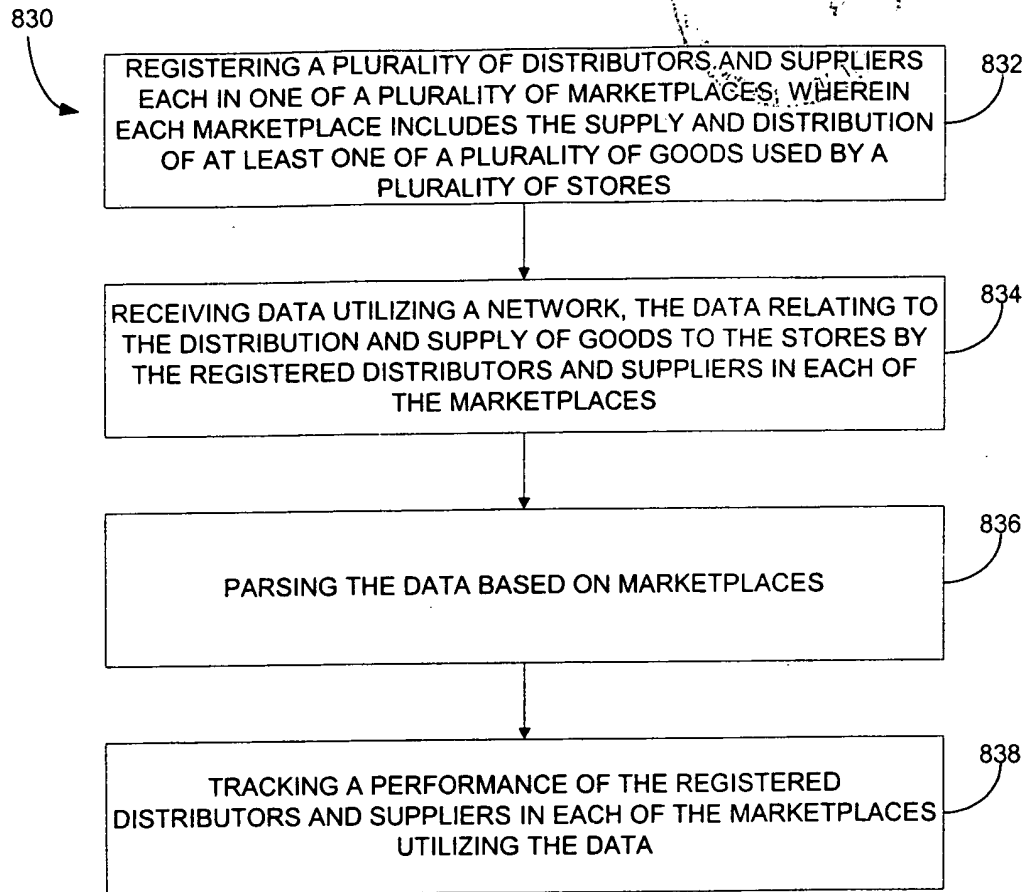 830
REGISTERING A PLURALITY OF DISTRIBUTORS AND SUPPLIERS
EACH IN ONE OF A PLURALITY OF MARKETPLACES, WHEREIN
EACH MARKETPLACE INCLUDES THE SUPPLY AND DISTRIBUTION
OF AT LEAST ONE OF A PLURALITY OF GOODS USED BY A
PLURALITY OF STORES
832
RECEIVING DATA UTILIZING A NETWORK, THE DATA RELATING TO
THE DISTRIBUTION AND SUPPLY OF GOODS TO THE STORES BY
THE REGISTERED DISTRIBUTORS AND SUPPLIERS IN EACH OF
THE MARKETPLACES
834
PARSING THE DATA BASED ON MARKETPLACES
836
TRACKING A PERFORMANCE OF THE REGISTERED
DISTRIBUTORS AND SUPPLIERS IN EACH OF THE MARKETPLACES
UTILIZING THE DATA
838